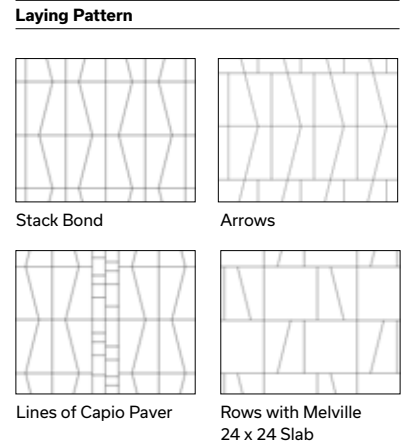 Laying Pattern
Stack Bond
Arrows
Lines of Capio Paver
Rows with Melville
24 x 24 Slab